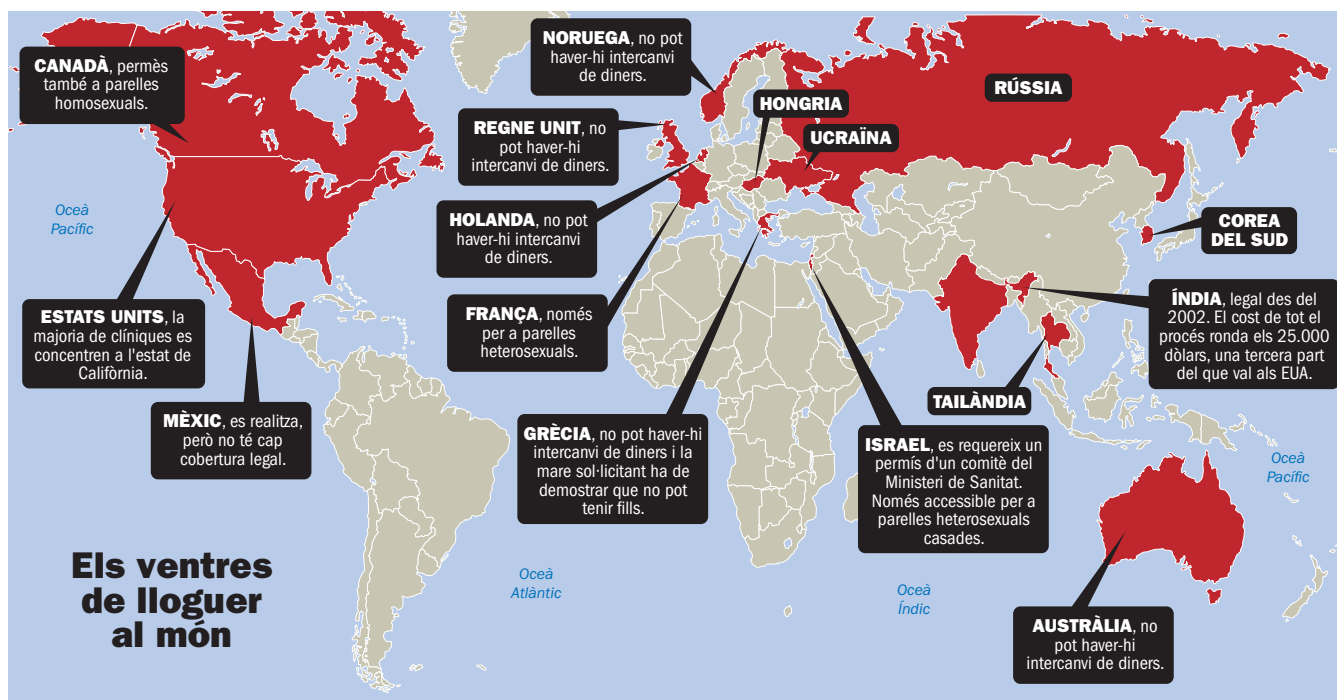 CANADÀ, permès
també a parelles
homosexuals.
NORUEGA, no pot
haver-hi intercanvi
de diners.
RÚSSIA
HONGRIA
REGNE UNIT, no
pot haver-hi
intercanvi de diners.
UCRAÏNA
Oceà
Pacífic
HOLANDA, no pot
haver-hi intercanvi
de diners.
COREA
DEL SUD
ESTATS UNITS, la
majoria de clíniques es
concentren a l'estat de
Califòrnia.
FRANÇA, només
per a parelles
heterosexuals.
ÍNDIA, legal des del
2002. El cost de tot el
procés ronda els 25.000
dòlars, una tercera part
del que val als EUA.
TAILÀNDIA
MÈXIC, es realitza,
però no té cap
cobertura legal.
GRÈCIA, no pot haver-hi
intercanvi de diners i la
mare sol·licitant ha de
demostrar que no pot
tenir fills.
ISRAEL, es requereix un
permís d'un comitè del
Ministeri de Sanitat.
Només accessible per a
parelles heterosexuals
casades.
Oceà
Pacífic
Els ventres
de lloguer
al món
Oceà
Atlàntic
Oceà
Índic
AUSTRÀLIA, no
pot haver-hi
intercanvi de diners.